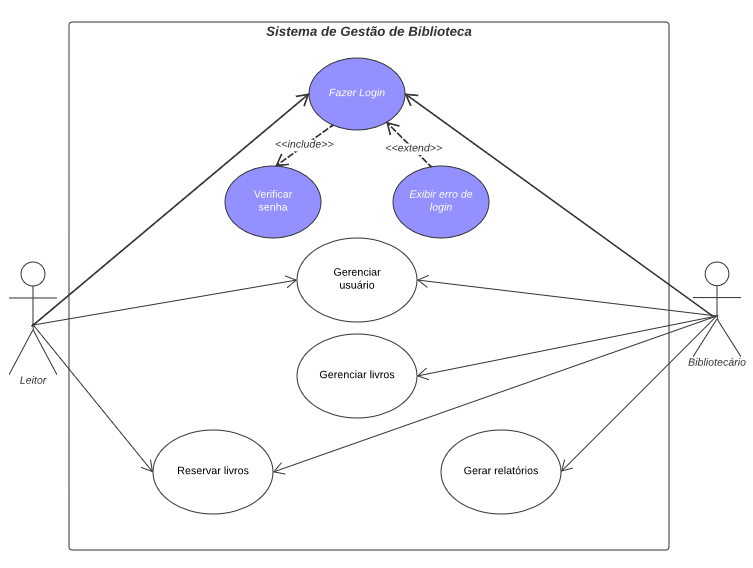 Sistema de Gestão de Biblioteca
Fazer Login
<<include>>
<<extend>>
Verificar
senha
Exibir erro de
login
Gerenciar
usuário
Leitor
Bibliotecário
Gerenciar livros
Reservar livros
Gerar relatórios